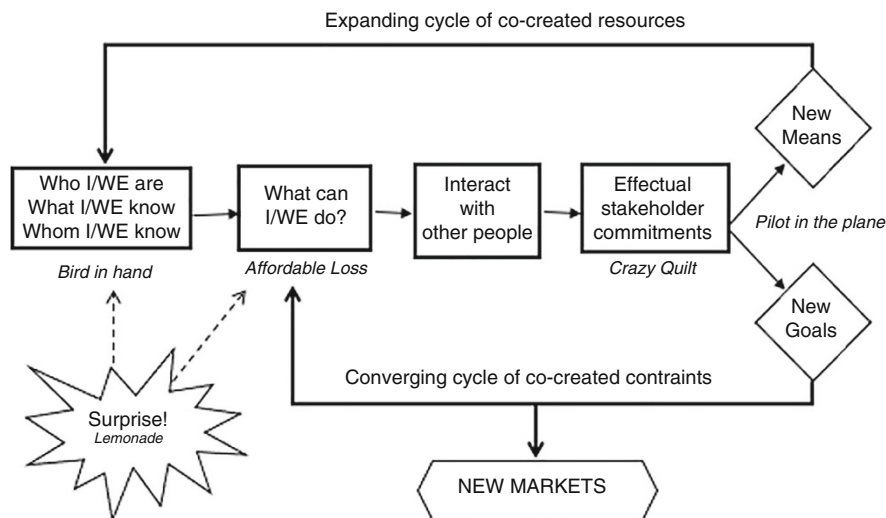 Expanding cycle of co-created resources
New
Means
Who I/WE are
What I/WE know
Whom I/WE know
Bird in hand
What can
I/WE do?
Affordable Loss
Interact
with
other people
Effectual
stakeholder
commitments
Crazy Quilt
Pilot in the plane
New
Goals
Converging cycle of co-created contraints
Surprise!
Lemonade
NEW MARKETS